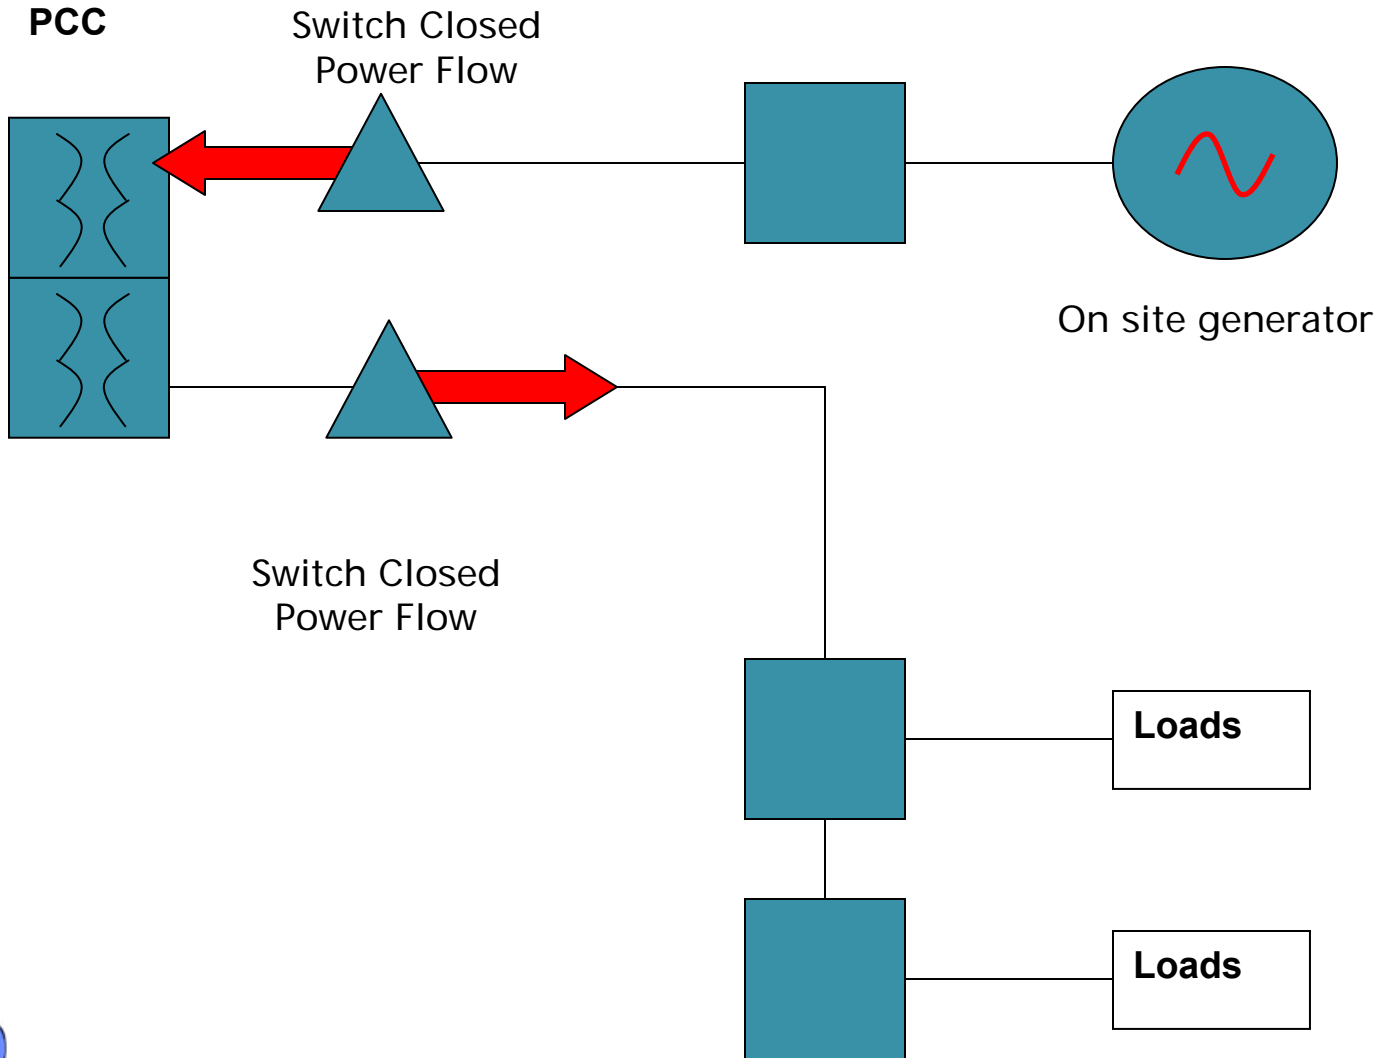 PCC
Switch Closed
Power Flow
On site generator
Switch Closed
Power Flow
Loads
Loads